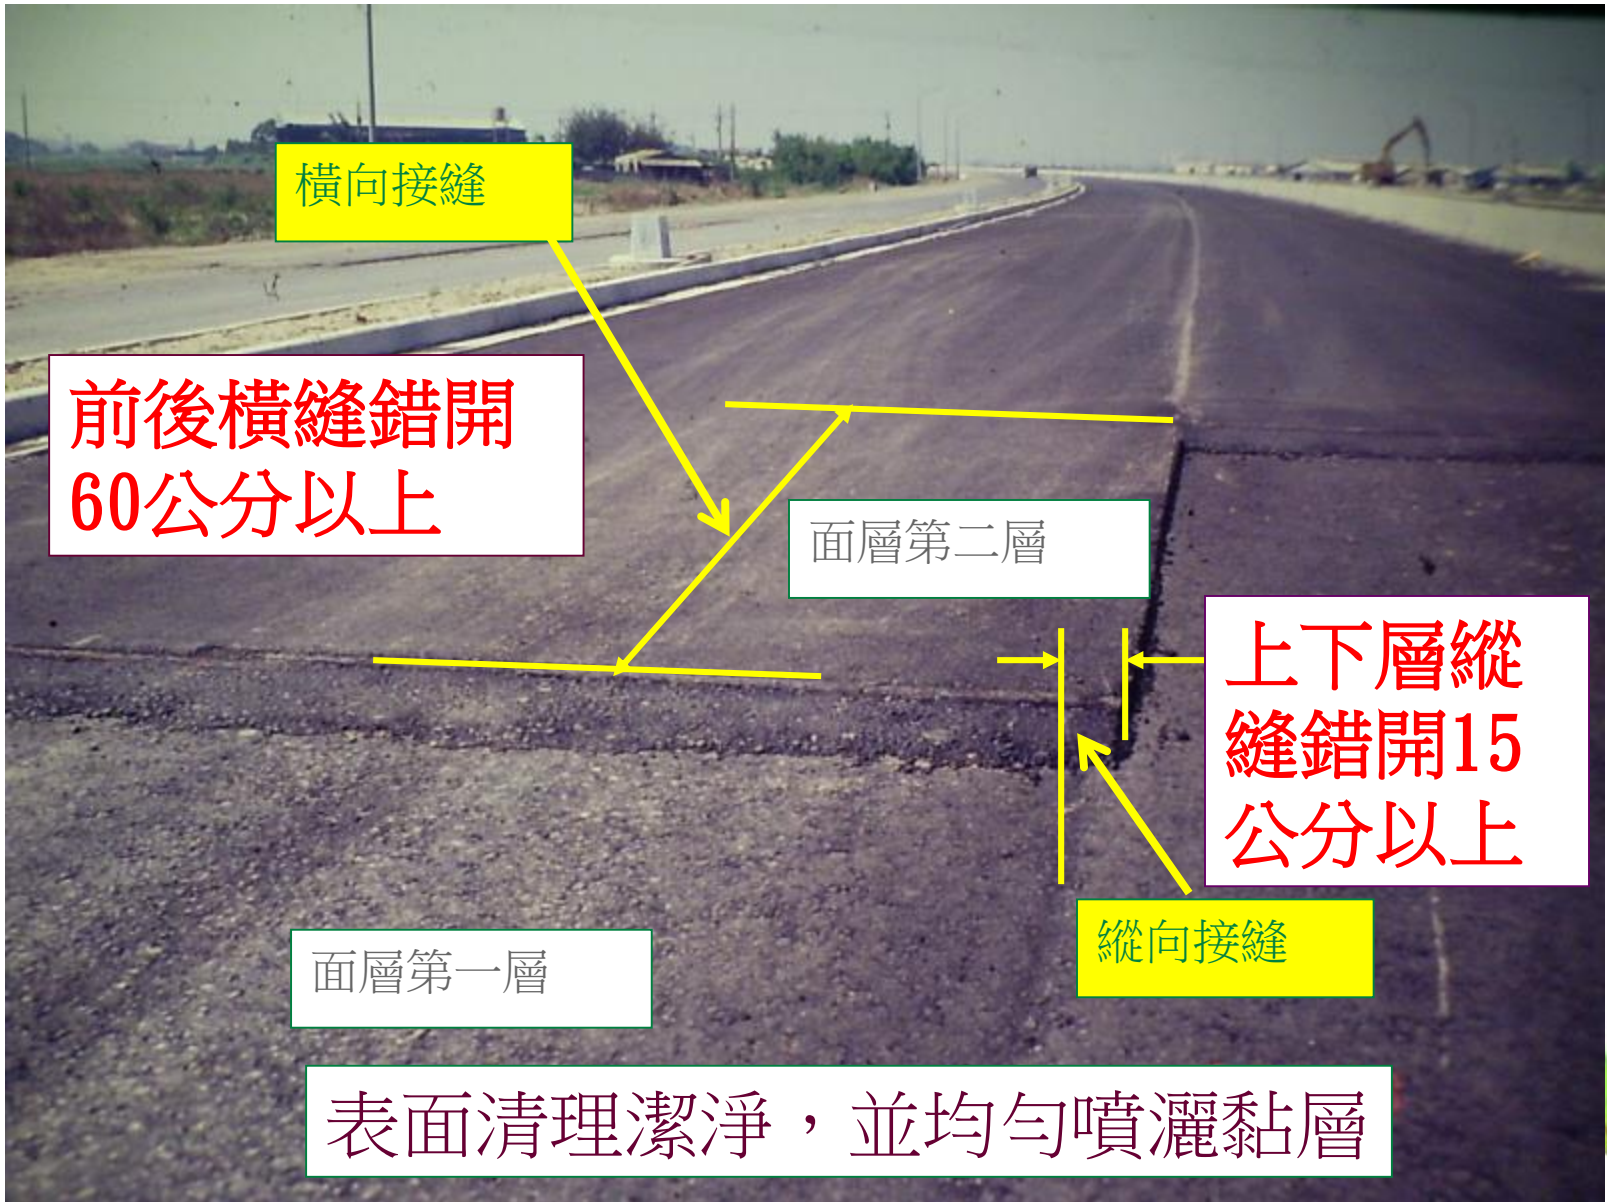 橫向接縫
前後橫縫錯開
60公分以上
面層第二層
上下層縱
縫錯開15
公分以上
縱向接縫
面層第一層
表面清理潔淨，並均勻噴灑黏層